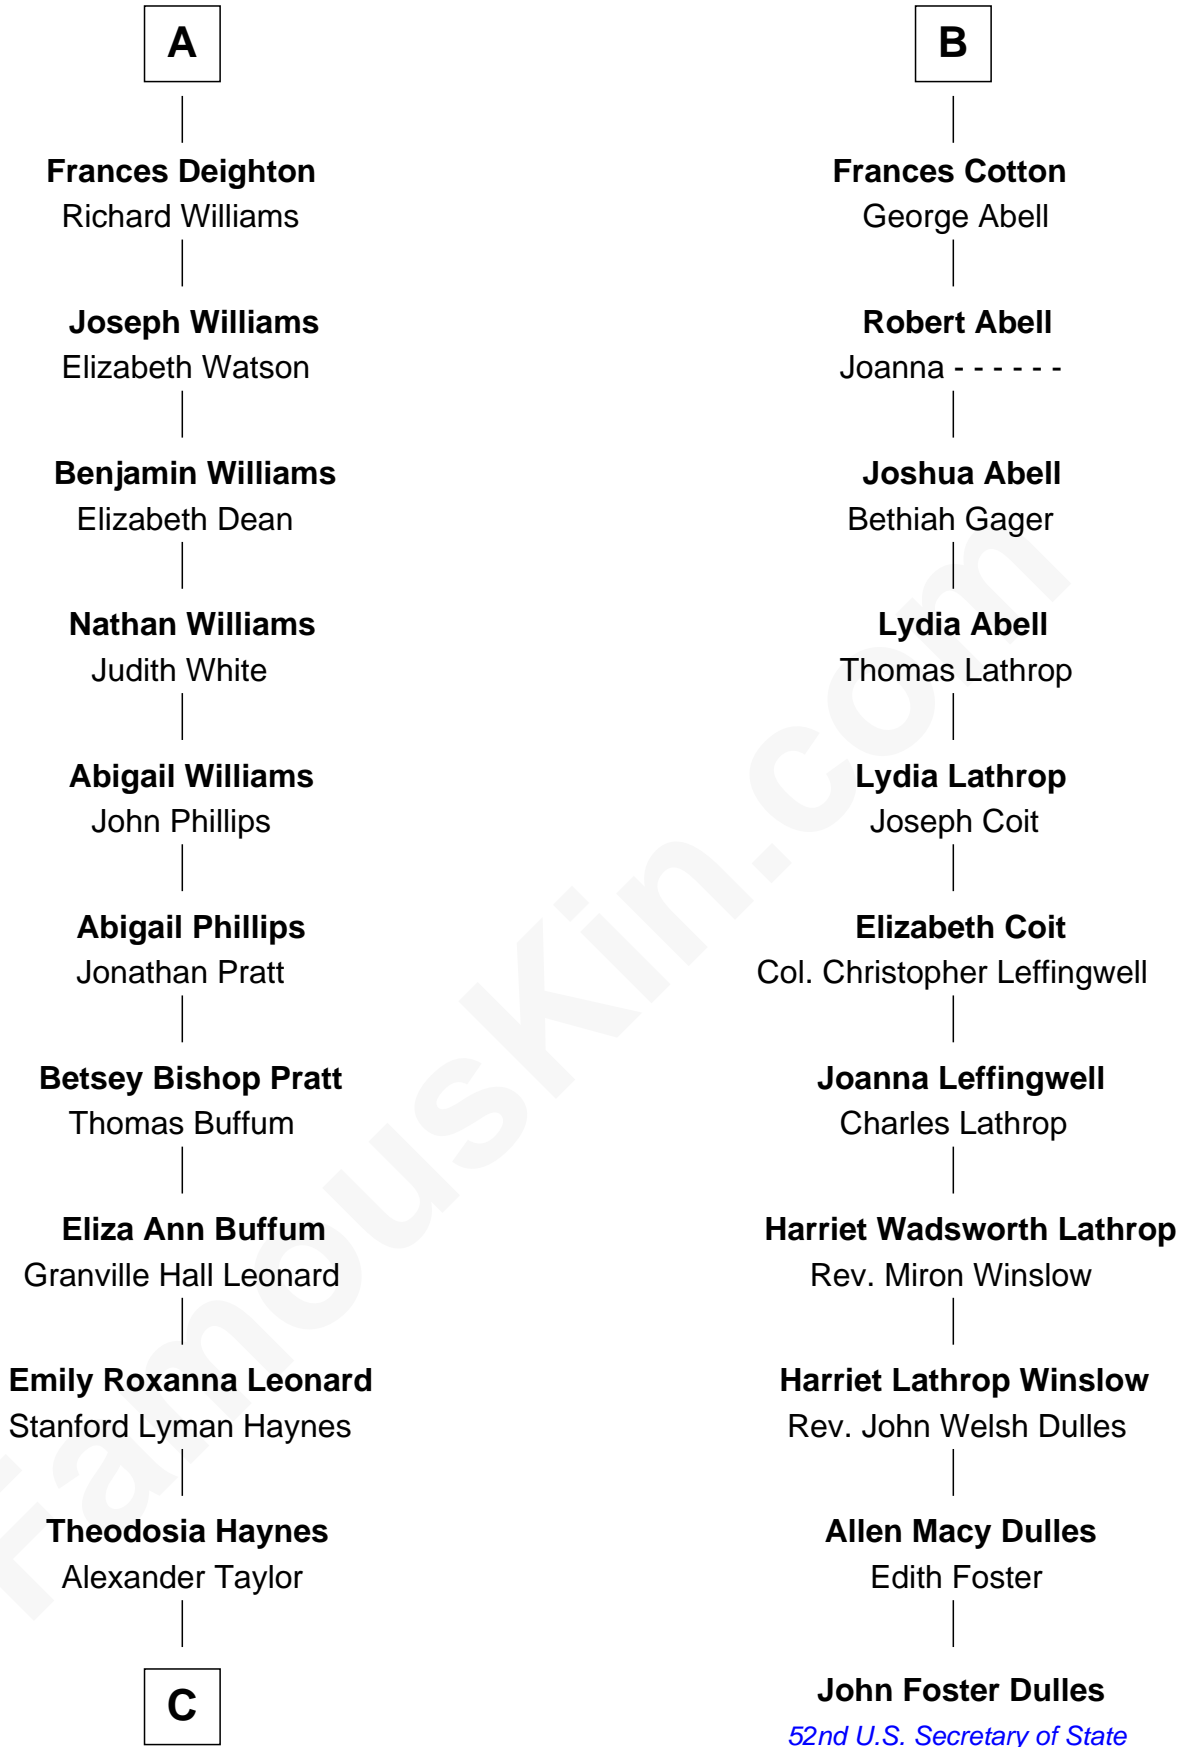 A
Frances Deighton
Richard Williams
Joseph Williams
Elizabeth Watson
Benjamin Williams
Elizabeth Dean
Nathan Williams
Judith White
Abigail Williams
John Phillips
Abigail Phillips
Jonathan Pratt
Betsey Bishop Pratt
Thomas Buffum
Eliza Ann Buffum
Granville Hall Leonard
Emily Roxanna Leonard
Stanford Lyman Haynes
Theodosia Haynes
Alexander Taylor
C
B
Frances Cotton
George Abell
Robert Abell
Joanna - - - - - -
Joshua Abell
Bethiah Gager
Lydia Abell
Thomas Lathrop
Lydia Lathrop
Joseph Coit
Elizabeth Coit
Col. Christopher Leffingwell
Joanna Leffingwell
Charles Lathrop
Harriet Wadsworth Lathrop
Rev. Miron Winslow
Harriet Lathrop Winslow
Rev. John Welsh Dulles
Allen Macy Dulles
Edith Foster
John Foster Dulles
52nd U.S. Secretary of State
FamousKin.com